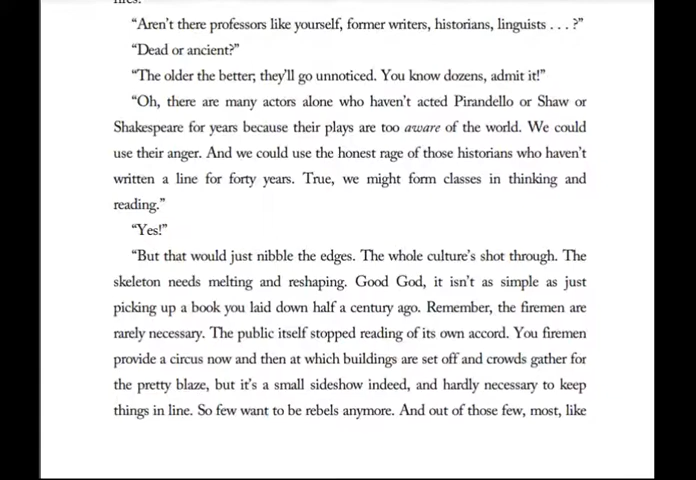 "Aren't there professors like yourself, former writers, historians, linguists . . . ?"
"Dead or ancient?"
"The older the better; they'll go unnoticed. You know dozens, admit it!"
"Oh, there are many actors alone who haven't acted Pirandello or Shaw or
Shakespeare for years because their plays are too aware of the world. We could
use their anger. And we could use the honest rage of those historians who haven't
written a line for forty years. True, we might form classes in thinking and
reading."
"Yes!"
"But that would just nibble the edges. The whole culture's shot through. The
skeleton needs melting and reshaping. Good God, it isn't as simple as just
picking up a book you laid down half a century ago. Remember, the firemen are
rarely necessary. The public itself stopped reading of its own accord. You firemen
provide a circus now and then at which buildings are set off and crowds gather for
the pretty blaze, but it's a small sideshow indeed, and hardly necessary to keep
things in line. So few want to be rebels anymore. And out of those few, most, like